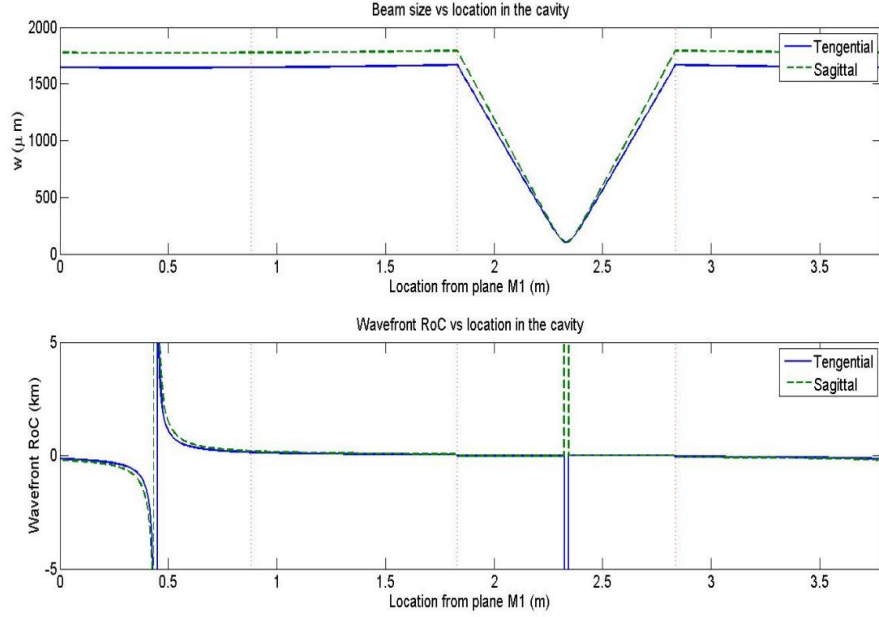 Beam size vs location in the cavity
2000
1500
1000
500
0
w (μ m)
Tengential
Sagittal
0 0.5 1 1.5 2 2.5 3 3.5
Location from plane M1 (m)
Wavefront RoC vs location in the cavity
5
0
-5
Wavefront RoC (km)
Tengential
Sagittal
0 0.5 1 1.5 2 2.5 3 3.5
Location from plane M1 (m)